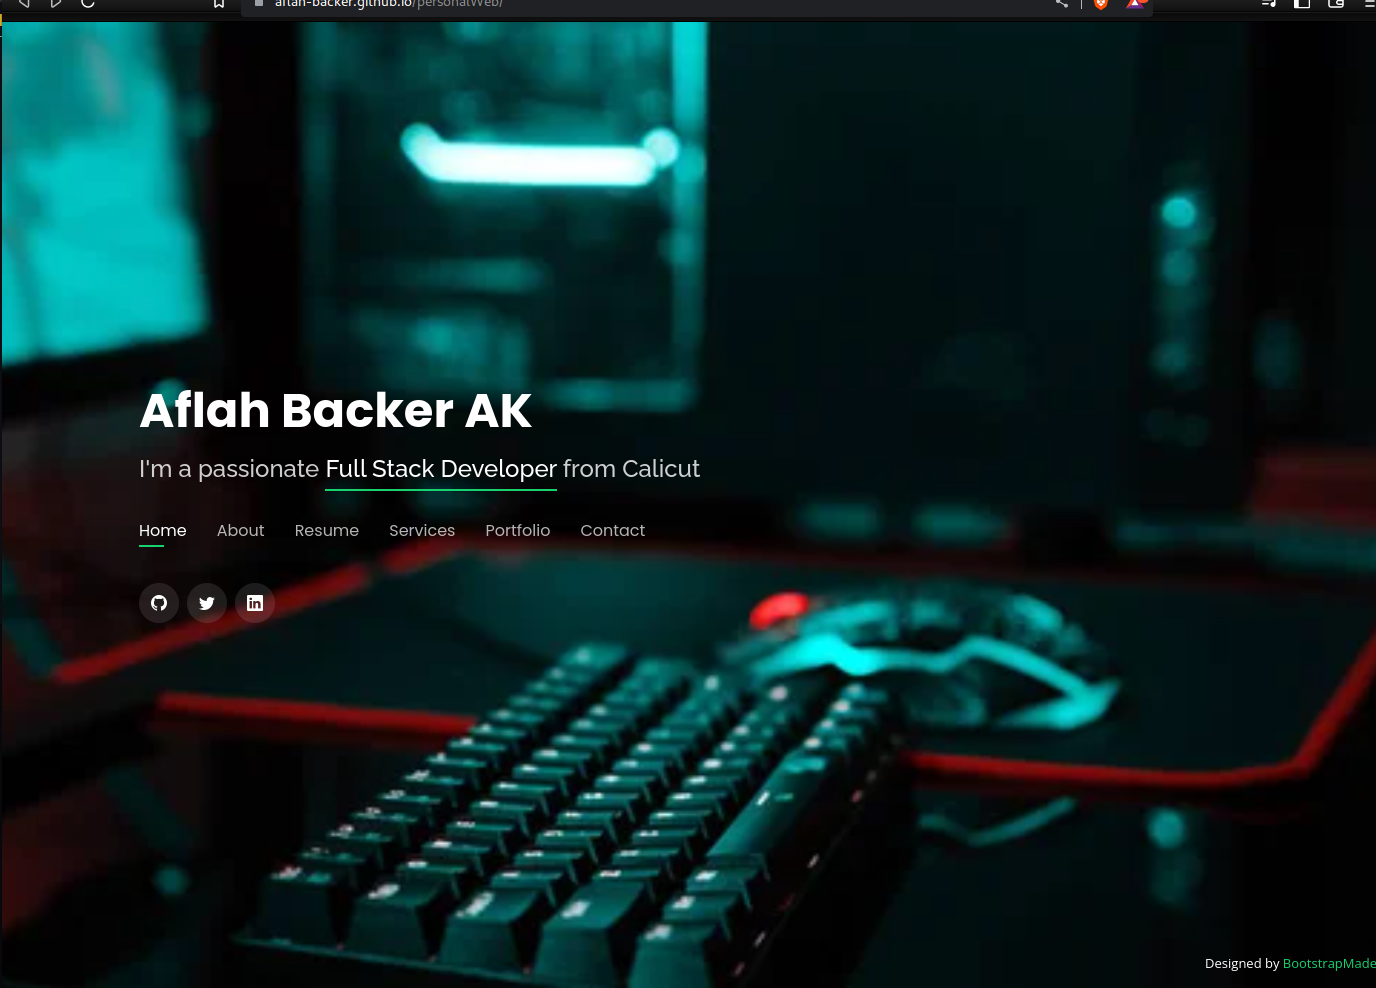 aflah-backer.github.io/personalWeb/
Aflah Backer AK
I'm a passionate Full Stack Developer from Calicut
Home About Resume Services Portfolio Contact
Designed by BootstrapMade